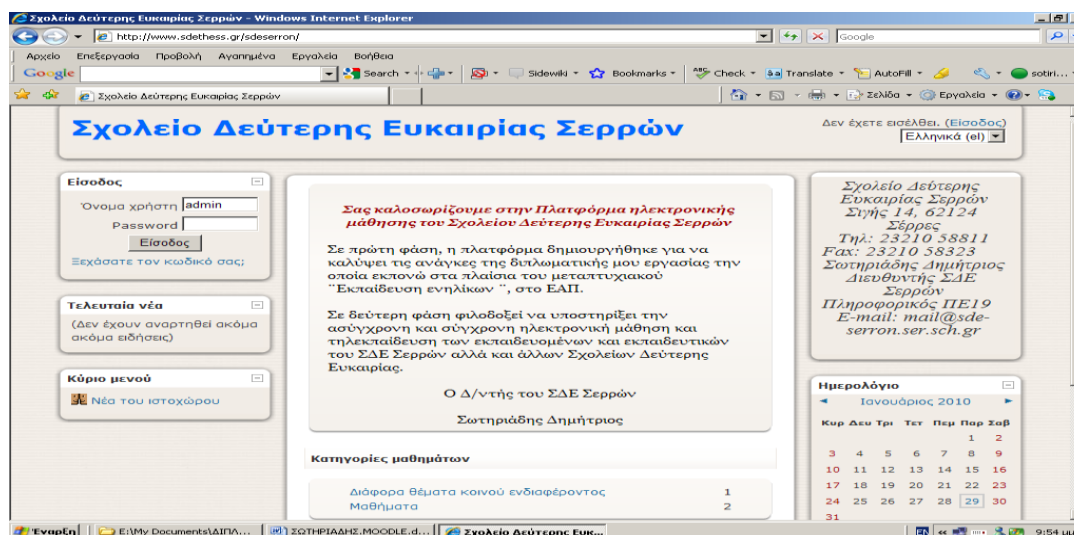 Σχολείο Δεύτερης Ευκαιρίας Σερρών - Windows Internet Explorer
http://www.sdethess.gr/sdeserron/
Google
Αρχείο Επεξεργασία Προβολή Αγαπημένα Εργαλεία Βοήθεια
Google Search Sidewiki Bookmarks Check Translate AutoFill sotiri...
Σχολείο Δεύτερης Ευκαιρίας Σερρών
Σελίδα Εργαλεία
Σχολείο Δεύτερης Ευκαιρίας Σερρών
Δεν έχετε εισέλθει. (Είσοδος)
Ελληνικά (el)
Είσοδος
Όνομα χρήστη admin
Password
Είσοδος
Ξεχάσατε τον κωδικό σας;
Τελευταία νέα
(Δεν έχουν αναρτηθεί ακόμα
ακόμα ειδήσεις)
Κύριο μενού
Νέα του ιστοχώρου
Σας καλοσωρίζουμε στην Πλατφόρμα ηλεκτρονικής
μάθησης του Σχολείου Δεύτερης Ευκαιρίας Σερρών
Σε πρώτη φάση, η πλατφόρμα δημιουργήθηκε για να
καλύψει τις ανάγκες της διπλωματικής μου εργασίας την
οποία εκπονώ στα πλαίσια του μεταπτυχιακού
¨Εκπαίδευση ενηλίκων ¨, στο ΕΑΠ.
Σε δεύτερη φάση φιλοδοξεί να υποστηρίξει την
ασύγχρονη και σύγχρονη ηλεκτρονική μάθηση και
τηλεκπαίδευση των εκπαιδευομένων και εκπαιδευτικών
του ΣΔΕ Σερρών αλλά και άλλων Σχολείων Δεύτερης
Ευκαιρίας.
Ο Δ/ντής του ΣΔΕ Σερρών
Σωτηριάδης Δημήτριος
Κατηγορίες μαθημάτων
Διάφορα θέματα κοινού ενδιαφέροντος 1
Μαθήματα 2
Σχολείο Δεύτερης
Ευκαιρίας Σερρών
Σιγής 14, 62124
Σέρρες
Τηλ: 23210 58811
Fax: 23210 58323
Σωτηριάδης Δημήτριος
Διευθυντής ΣΔΕ
Σερρών
Πληροφορικός ΠΕ19
E-mail: mail@sde-
serron.ser.sch.gr
Ημερολόγιο
Ιανουάριος 2010
Κυρ Δευ Τρι Τετ Πεμ Παρ Σαβ
1 2
3 4 5 6 7 8 9
10 11 12 13 14 15 16
17 18 19 20 21 22 23
24 25 26 27 28 29 30
31
Έναρξη E:\My Documents\ΔΙΠΛ... ΣΩΤΗΡΙΑΔΗΣ.MOODLE.d... Σχολείο Δεύτερης Ευκ... EN 9:54 μμ